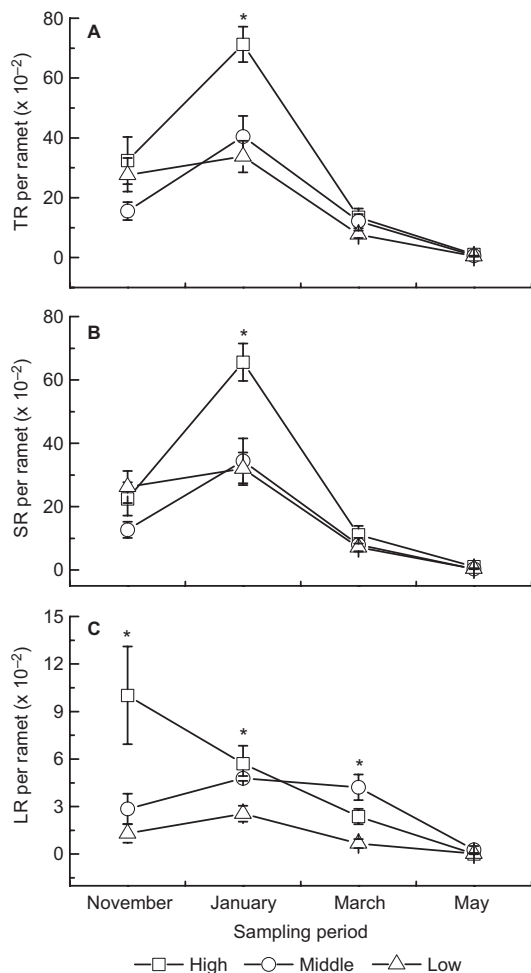 80
A
*
60
40
20
0
TR per ramet (x 10⁻²)
80
B
*
60
40
20
0
SR per ramet (x 10⁻²)
15
C
*
12
9
*
*
6
3
0
LR per ramet (x 10⁻²)
November January March May
Sampling period
High Middle Low